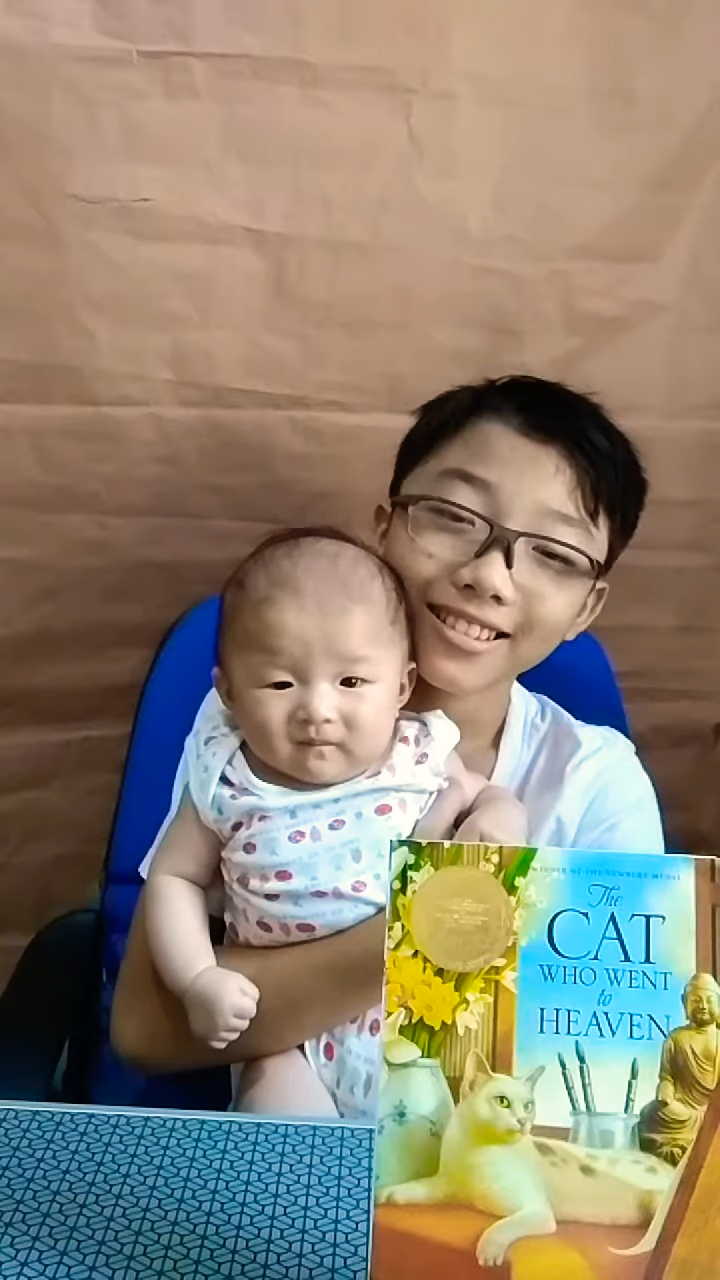 WINNER OF THE NEWBERY MEDAL
The
CAT
WHO WENT
to
HEAVEN